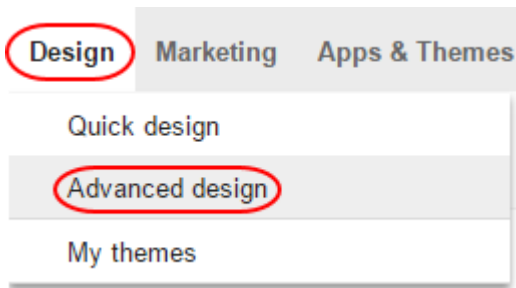 Design Marketing Apps & Themes
Quick design
Advanced design
My themes